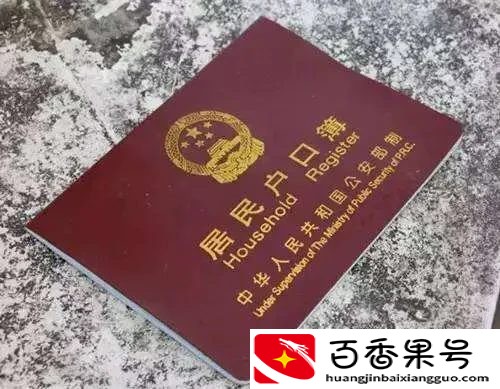 居民户口簿
Household Register
中华人民共和国公安部制
Under Supervision of The Ministry of Public Security of P.R.C.
百香果号
huangjinbaixiangguo.com